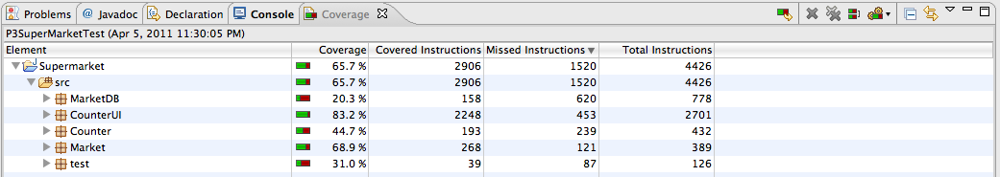 Problems @ Javadoc Declaration Console Coverage
P3SuperMarketTest (Apr 5, 2011 11:30:05 PM)
Element Coverage Covered Instructions Missed Instructions Total Instructions
Supermarket 65.7 % 2906 1520 4426
src 65.7 % 2906 1520 4426
MarketDB 20.3 % 158 620 778
CounterUI 83.2 % 2248 453 2701
Counter 44.7 % 193 239 432
Market 68.9 % 268 121 389
test 31.0 % 39 87 126